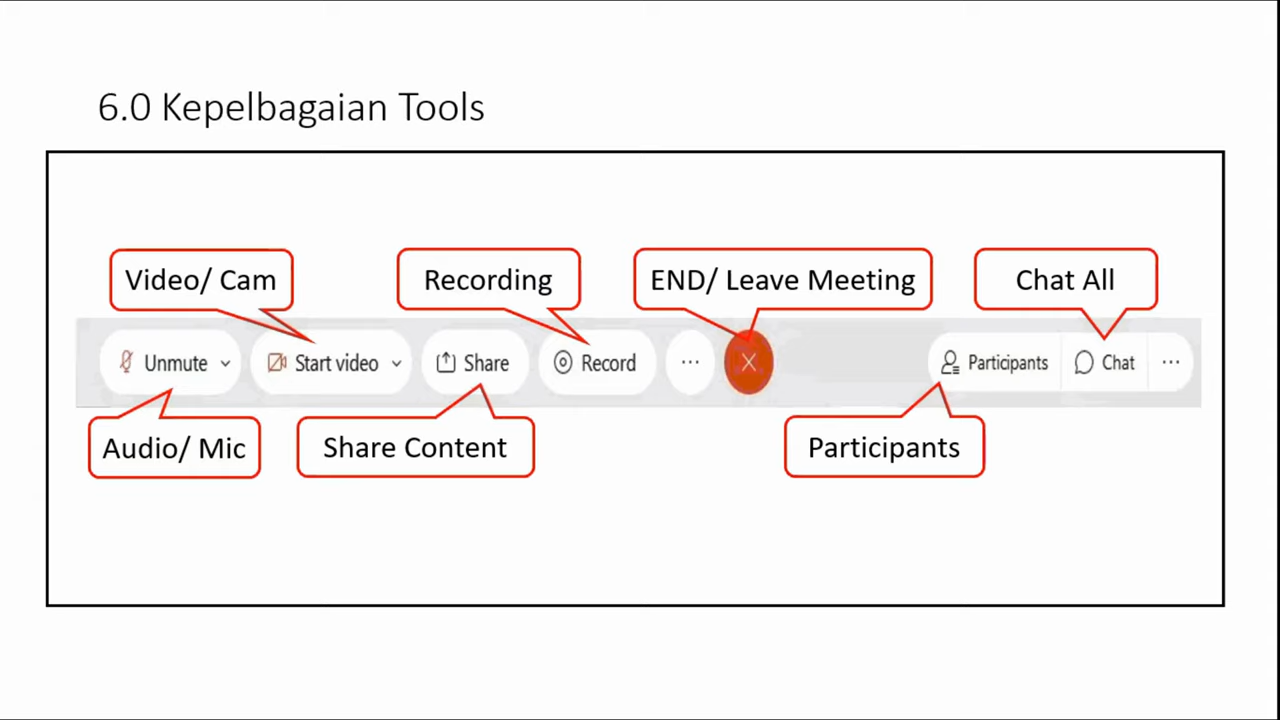 6.0 Kepelbagaian Tools
Video/ Cam
Recording
END/ Leave Meeting
Chat All
Unmute
Start video
Share
Record
...
Participants
Chat
...
Audio/ Mic
Share Content
Participants